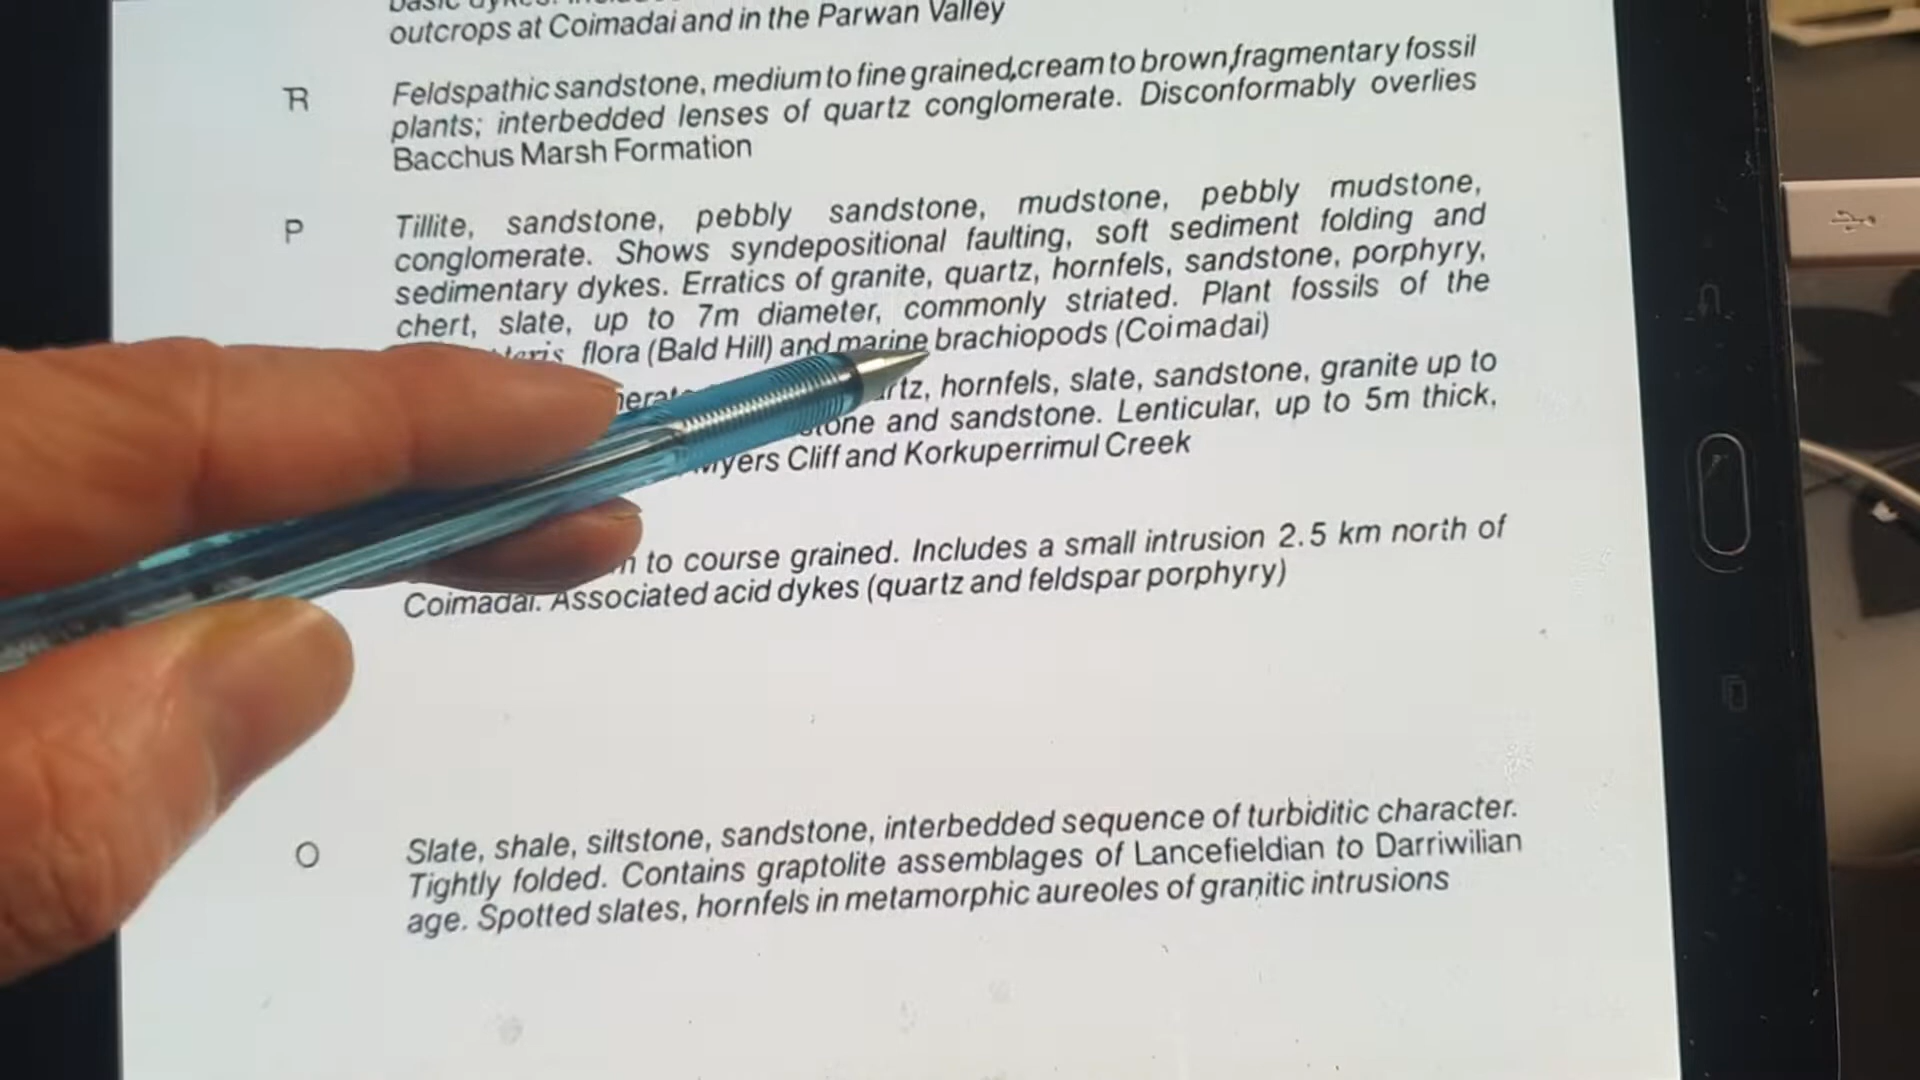 outcrops at Coimadai and in the Parwan Valley
R Feldspathic sandstone, medium to fine grained, cream to brown, fragmentary fossil
plants; interbedded lenses of quartz conglomerate. Disconformably overlies
Bacchus Marsh Formation
P Tillite, sandstone, pebbly sandstone, mudstone, pebbly mudstone,
conglomerate. Shows syndepositional faulting, soft sediment folding and
sedimentary dykes. Erratics of granite, quartz, hornfels, sandstone, porphyry,
chert, slate, up to 7m diameter, commonly striated. Plant fossils of the
flora (Bald Hill) and marine brachiopods (Coimadai)
hornfels, slate, sandstone, granite up to
and sandstone. Lenticular, up to 5m thick,
Cliff and Korkuperrimul Creek
to course grained. Includes a small intrusion 2.5 km north of
Coimadai. Associated acid dykes (quartz and feldspar porphyry)
O Slate, shale, siltstone, sandstone, interbedded sequence of turbiditic character.
Tightly folded. Contains graptolite assemblages of Lancefieldian to Darriwilian
age. Spotted slates, hornfels in metamorphic aureoles of granitic intrusions